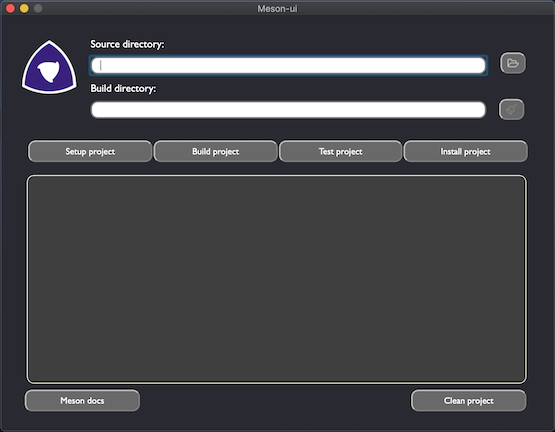 Meson-ui
Source directory:
Build directory:
Setup project
Build project
Test project
Install project
Meson docs
Clean project